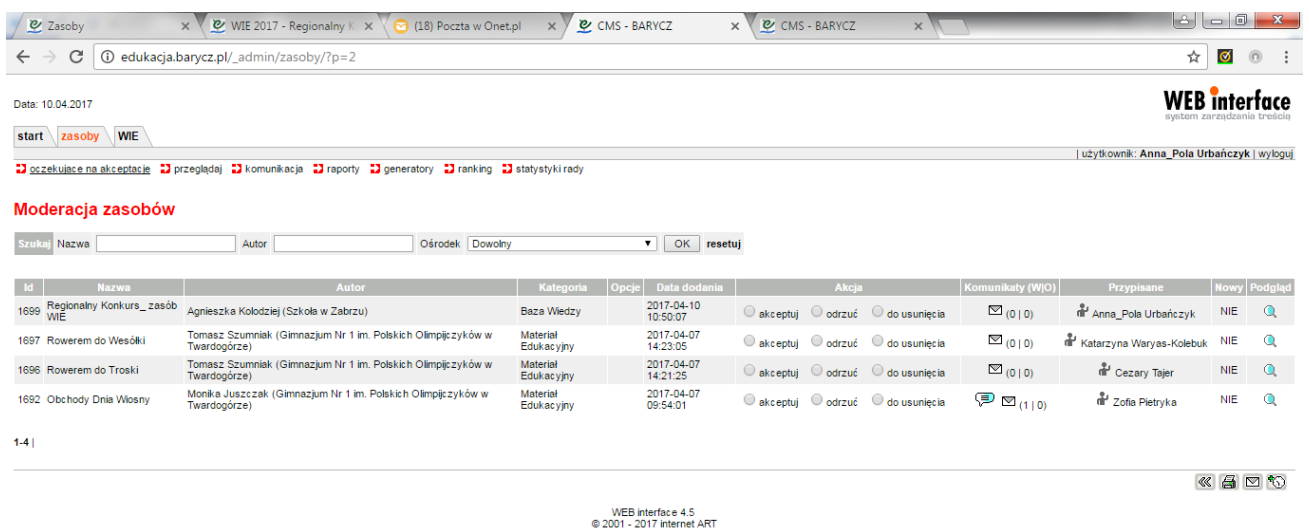 Zasoby
WIE 2017 - Regionalny K
(18) Poczta w Onet.pl
CMS - BARYCZ
CMS - BARYCZ
edukacja.barycz.pl/_admin/zasoby/?p=2
Data: 10.04.2017
WEB interface
system zarządzania treścią
start zasoby WIE
| użytkownik: Anna_Pola Urbańczyk | wyloguj
oczekujące na akceptację przeglądaj komunikacja raporty generatory ranking statystyki rady
Moderacja zasobów
Szukaj Nazwa Autor Ośrodek Dowolny OK resetuj
Id Nazwa Autor Kategoria Opcje Data dodania Akcja Komunikaty (W|O) Przypisane Nowy Podgląd
1699 Regionalny Konkurs_ zasób WIE Agnieszka Kolodziej (Szkoła w Zabrzu) Baza Wiedzy 2017-04-10 10:50:07 akceptuj odrzuć do usunięcia (0 | 0) Anna_Pola Urbańczyk NIE
1697 Rowerem do Wesółki Tomasz Szumniak (Gimnazjum Nr 1 im. Polskich Olimpijczyków w Twardogórze) Materiał Edukacyjny 2017-04-07 14:23:05 akceptuj odrzuć do usunięcia (0 | 0) Katarzyna Waryas-Kolebuk NIE
1696 Rowerem do Troski Tomasz Szumniak (Gimnazjum Nr 1 im. Polskich Olimpijczyków w Twardogórze) Materiał Edukacyjny 2017-04-07 14:21:25 akceptuj odrzuć do usunięcia (0 | 0) Cezary Tajer NIE
1692 Obchody Dnia Wiosny Monika Juszczak (Gimnazjum Nr 1 im. Polskich Olimpijczyków w Twardogórze) Materiał Edukacyjny 2017-04-07 09:54:01 akceptuj odrzuć do usunięcia (1 | 0) Zofia Pietryka NIE
1-4 |
WEB interface 4.5
© 2001 - 2017 internet ART